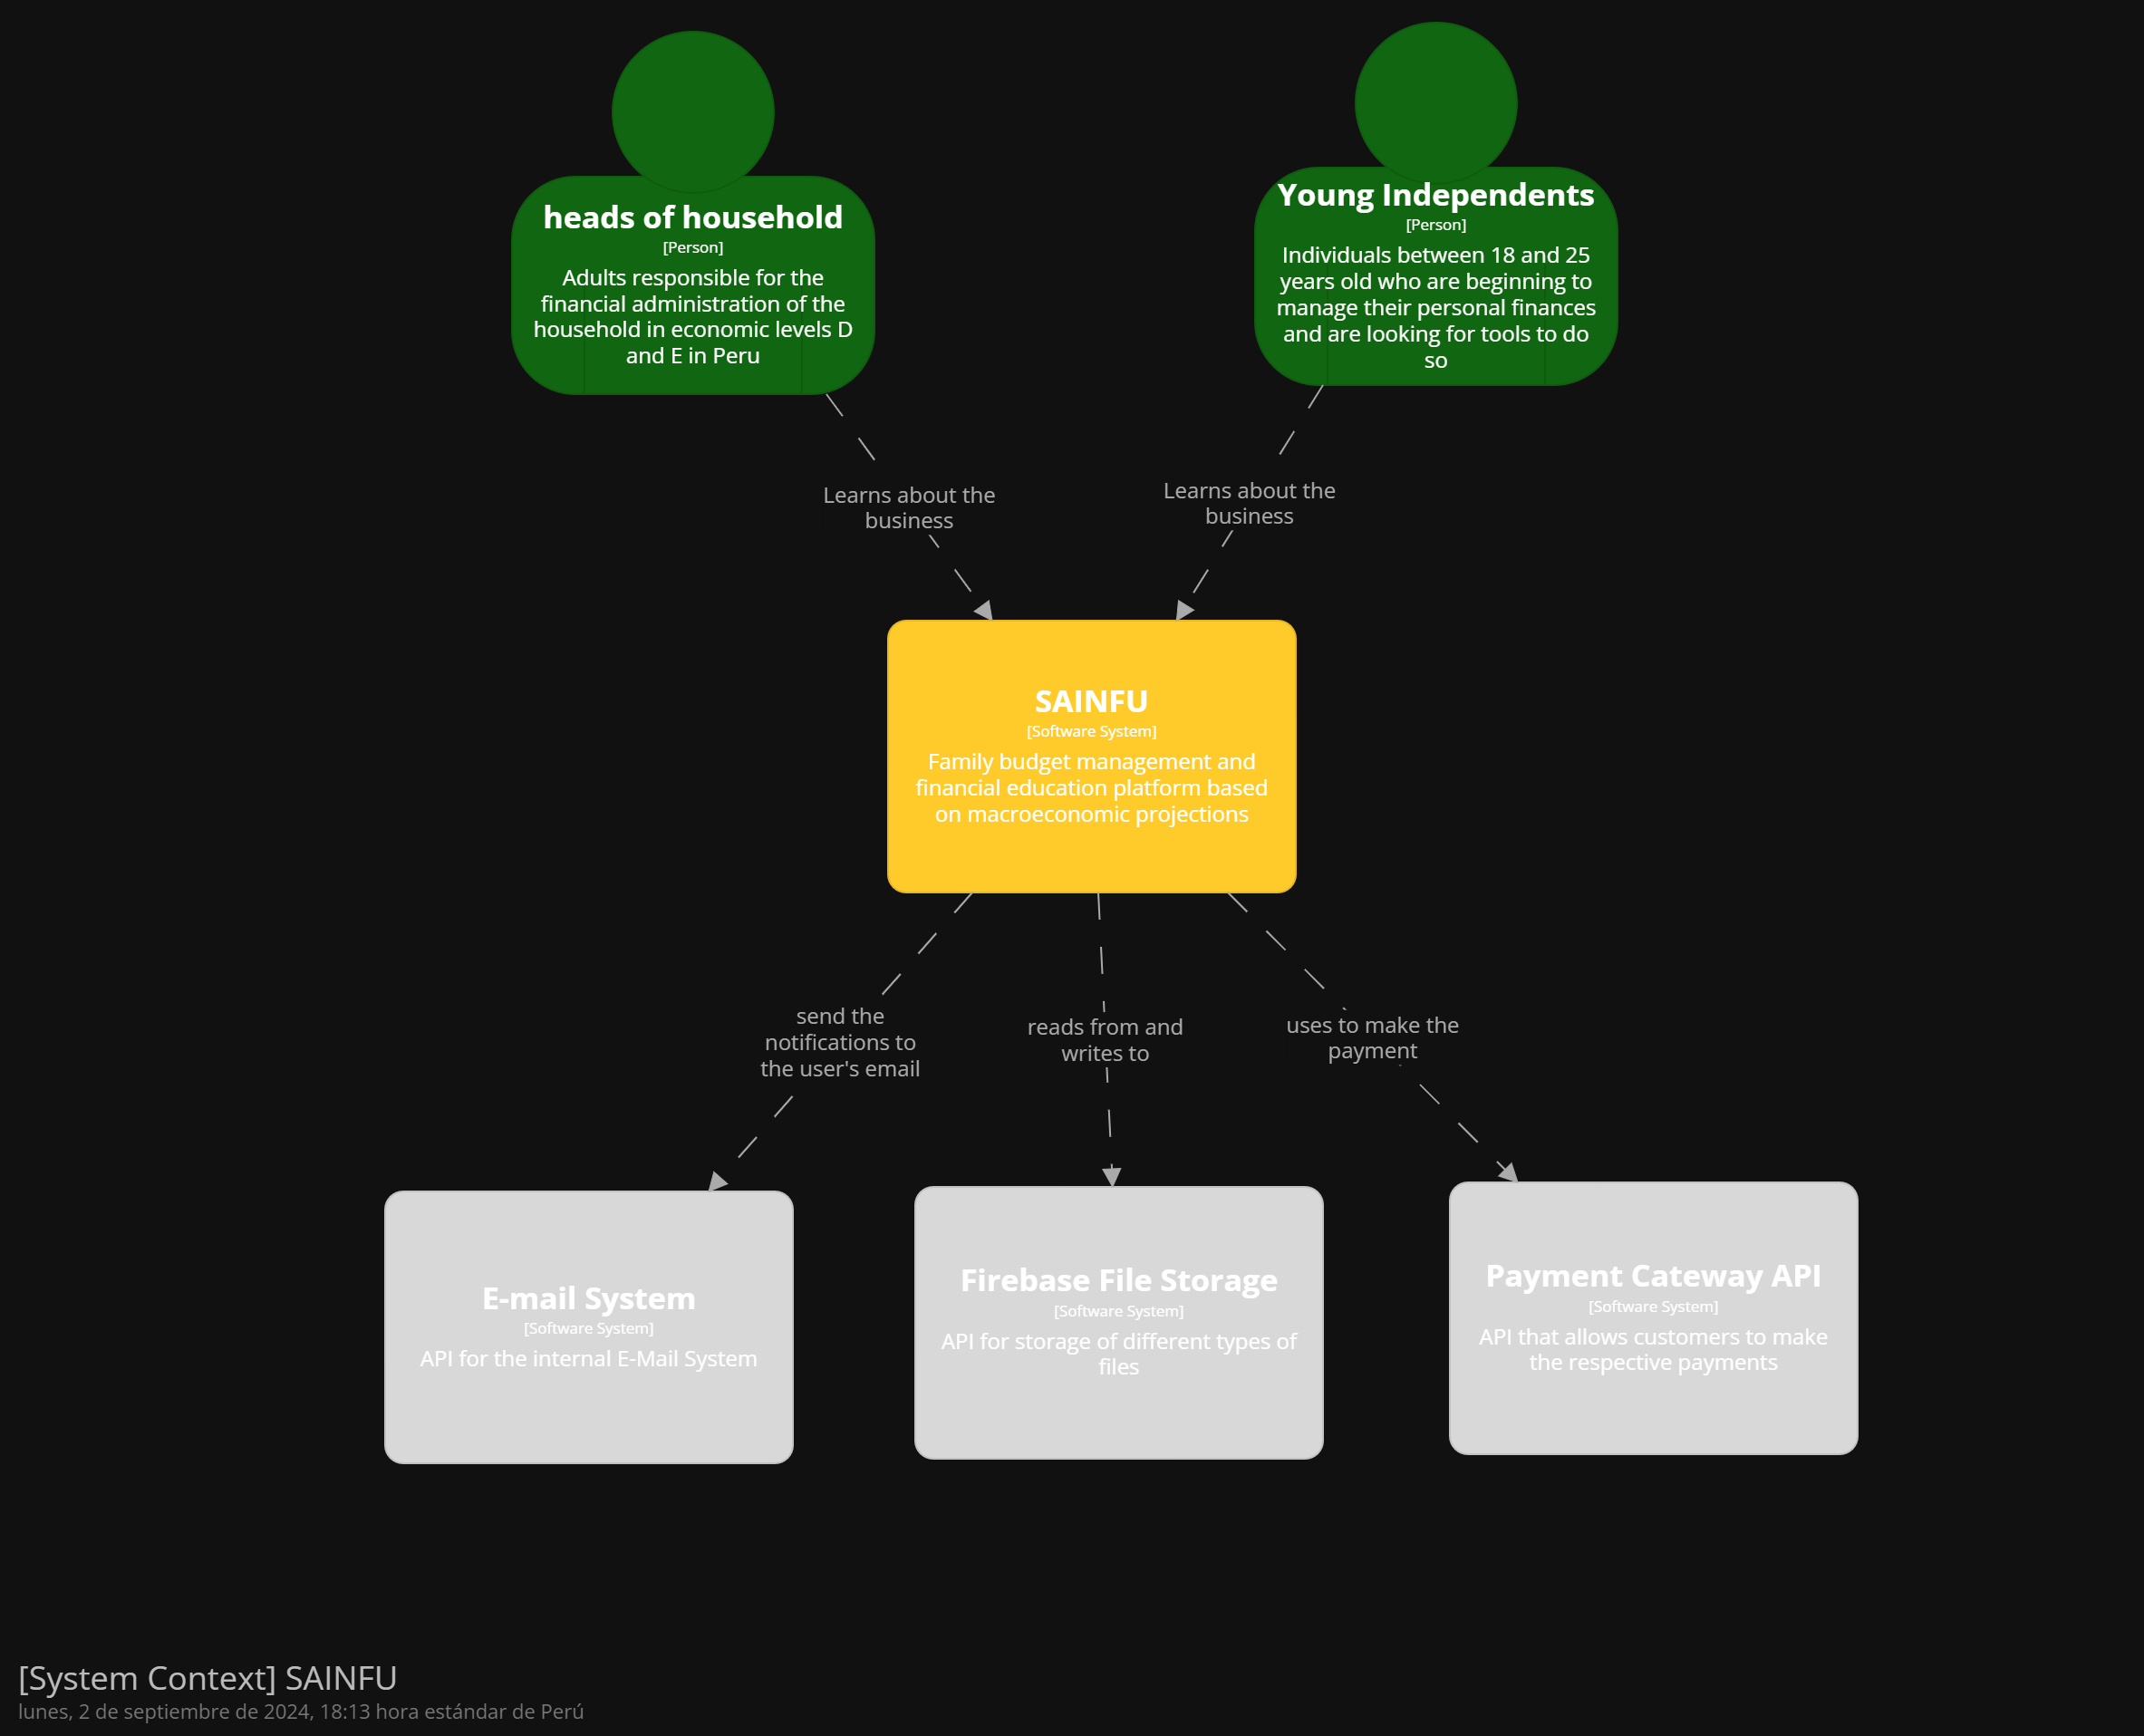 heads of household
[Person]
Adults responsible for the
financial administration of the
household in economic levels D
and E in Peru
Young Independents
[Person]
Individuals between 18 and 25
years old who are beginning to
manage their personal finances
and are looking for tools to do
so
Learns about the
business
Learns about the
business
SAINFU
[Software System]
Family budget management and
financial education platform based
on macroeconomic projections
send the
notifications to
the user's email
reads from and
writes to
uses to make the
payment
E-mail System
[Software System]
API for the internal E-Mail System
Firebase File Storage
[Software System]
API for storage of different types of
files
Payment Cateway API
[Software System]
API that allows customers to make
the respective payments
[System Context] SAINFU
lunes, 2 de septiembre de 2024, 18:13 hora estándar de Perú